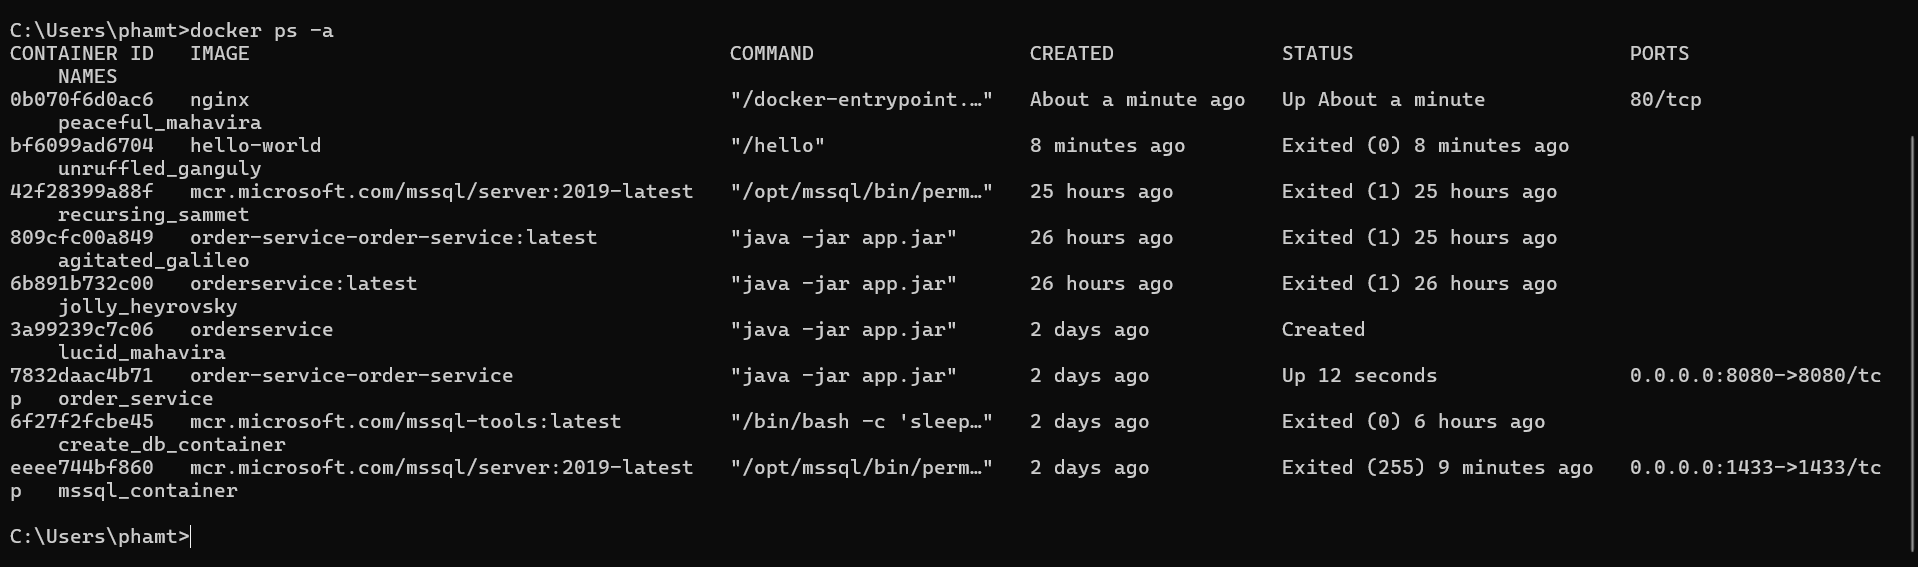 C:\Users\phamt>docker ps -a
CONTAINER ID   IMAGE                                        COMMAND                  CREATED              STATUS                       PORTS
    NAMES
0b070f6d0ac6   nginx                                        "/docker-entrypoint.…"   About a minute ago   Up About a minute            80/tcp
    peaceful_mahavira
bf6099ad6704   hello-world                                  "/hello"                 8 minutes ago        Exited (0) 8 minutes ago
    unruffled_ganguly
42f28399a88f   mcr.microsoft.com/mssql/server:2019-latest   "/opt/mssql/bin/perm…"   25 hours ago         Exited (1) 25 hours ago
    recursing_sammet
809cfc00a849   order-service-order-service:latest           "java -jar app.jar"      26 hours ago         Exited (1) 25 hours ago
    agitated_galileo
6b891b732c00   orderservice:latest                          "java -jar app.jar"      26 hours ago         Exited (1) 26 hours ago
    jolly_heyrovsky
3a99239c7c06   orderservice                                 "java -jar app.jar"      2 days ago           Created
    lucid_mahavira
7832daac4b71   order-service-order-service                  "java -jar app.jar"      2 days ago           Up 12 seconds                0.0.0.0:8080->8080/tc
p   order_service
6f27f2fcbe45   mcr.microsoft.com/mssql-tools:latest         "/bin/bash -c 'sleep…"   2 days ago           Exited (0) 6 hours ago
    create_db_container
eeee744bf860   mcr.microsoft.com/mssql/server:2019-latest   "/opt/mssql/bin/perm…"   2 days ago           Exited (255) 9 minutes ago   0.0.0.0:1433->1433/tc
p   mssql_container
C:\Users\phamt>